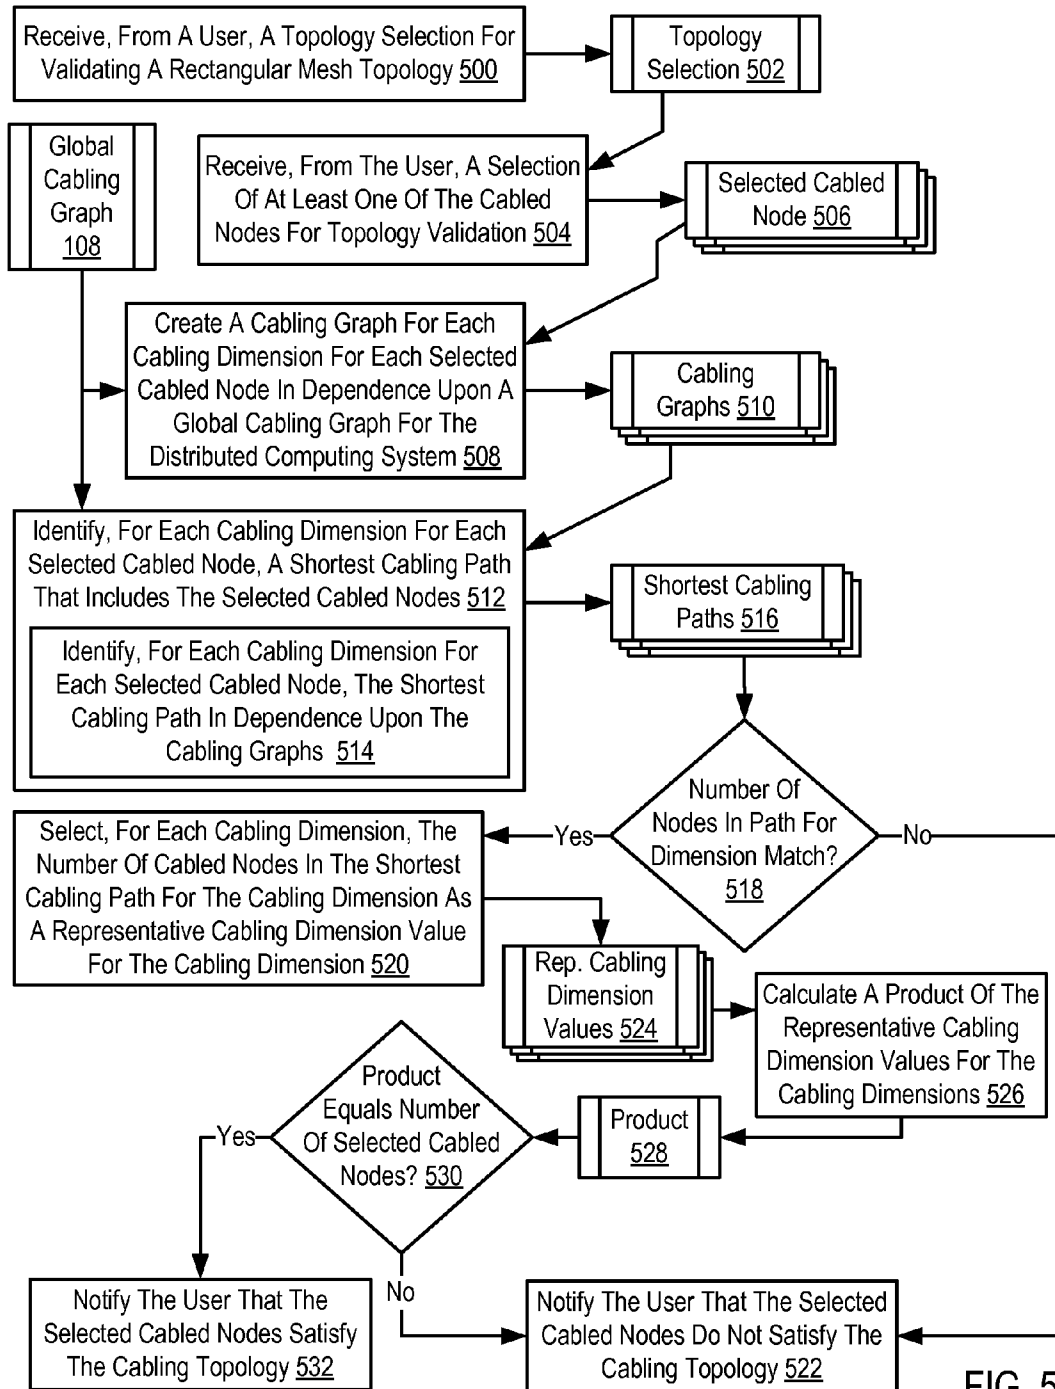 Receive, From A User, A Topology Selection For
Validating A Rectangular Mesh Topology 500
Topology
Selection 502
Global
Cabling
Graph
108
Receive, From The User, A Selection
Of At Least One Of The Cabled
Nodes For Topology Validation 504
Selected Cabled
Node 506
Create A Cabling Graph For Each
Cabling Dimension For Each Selected
Cabled Node In Dependence Upon A
Global Cabling Graph For The
Distributed Computing System 508
Cabling
Graphs 510
Identify, For Each Cabling Dimension For Each
Selected Cabled Node, A Shortest Cabling Path
That Includes The Selected Cabled Nodes 512
Identify, For Each Cabling Dimension For
Each Selected Cabled Node, The Shortest
Cabling Path In Dependence Upon The
Cabling Graphs 514
Shortest Cabling
Paths 516
Number Of
Nodes In Path For
Dimension Match?
518
Yes
No
Select, For Each Cabling Dimension, The
Number Of Cabled Nodes In The Shortest
Cabling Path For The Cabling Dimension As
A Representative Cabling Dimension Value
For The Cabling Dimension 520
Rep. Cabling
Dimension
Values 524
Calculate A Product Of The
Representative Cabling
Dimension Values For The
Cabling Dimensions 526
Product
528
Product
Equals Number
Of Selected Cabled
Nodes? 530
Yes
No
Notify The User That The
Selected Cabled Nodes Satisfy
The Cabling Topology 532
Notify The User That The Selected
Cabled Nodes Do Not Satisfy The
Cabling Topology 522
FIG. 5